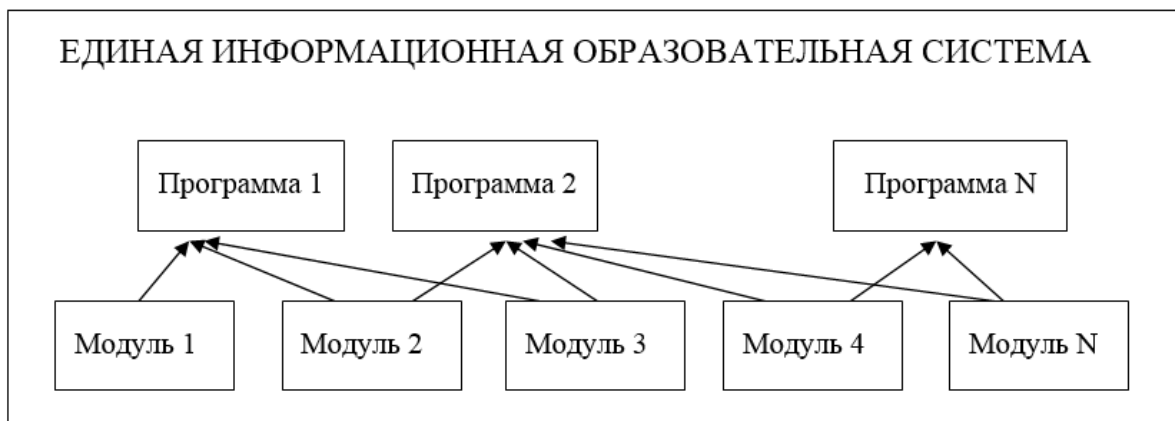 ЕДИНАЯ ИНФОРМАЦИОННАЯ ОБРАЗОВАТЕЛЬНАЯ СИСТЕМА
Программа 1
Программа 2
Программа N
Модуль 1
Модуль 2
Модуль 3
Модуль 4
Модуль N